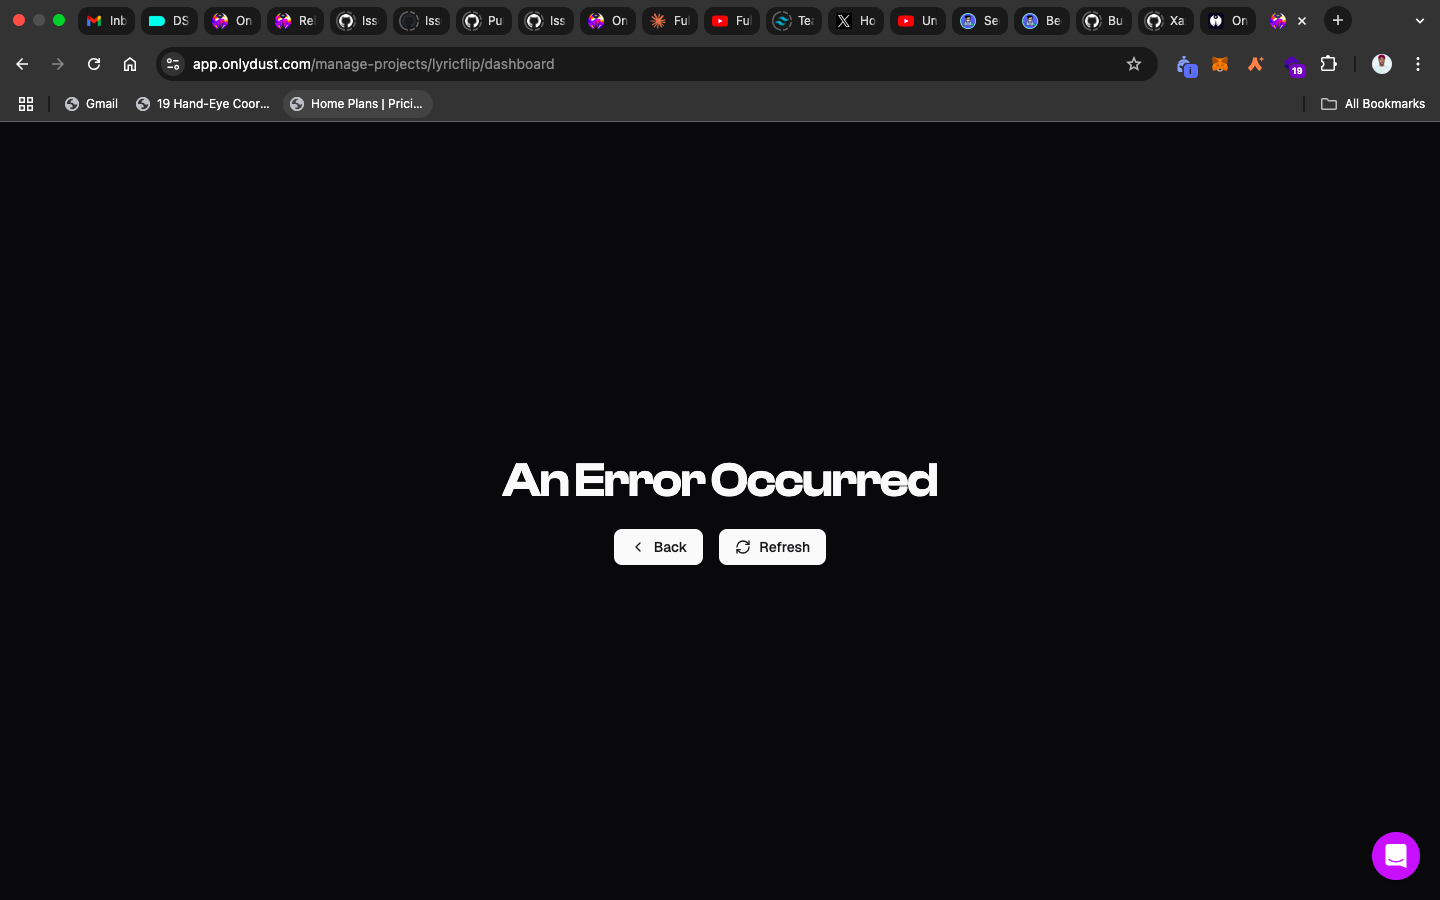 Inb DS On Rel Iss Iss Pu Iss On Ful Ful Tea Ho Un Se Be Bu Xa On
app.onlydust.com/manage-projects/lyricflip/dashboard
19
Gmail 19 Hand-Eye Coor... Home Plans | Prici... All Bookmarks
An Error Occurred
Back Refresh